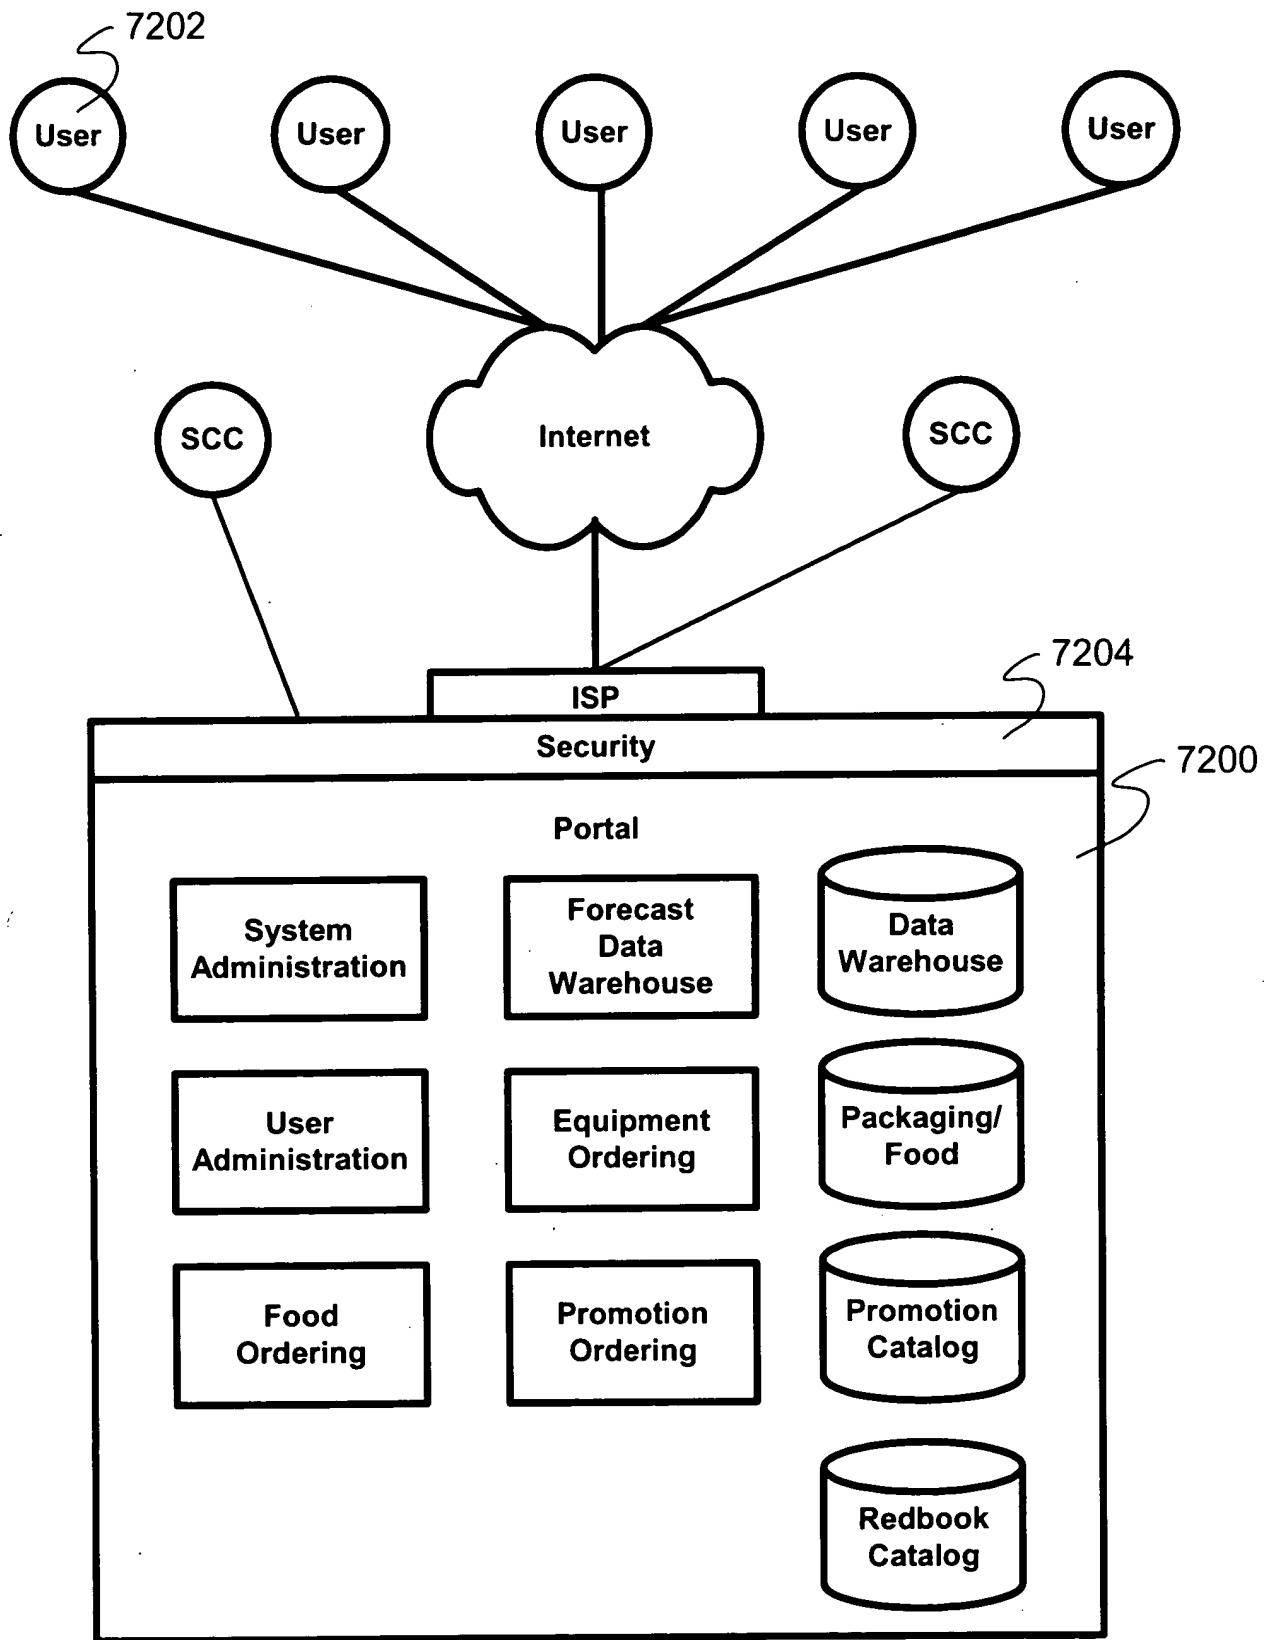 7202
User
User
User
User
User
SCC
Internet
SCC
7204
ISP
Security
7200
Portal
System
Administration
Forecast
Data
Warehouse
Data
Warehouse
User
Administration
Equipment
Ordering
Packaging/
Food
Food
Ordering
Promotion
Ordering
Promotion
Catalog
Redbook
Catalog